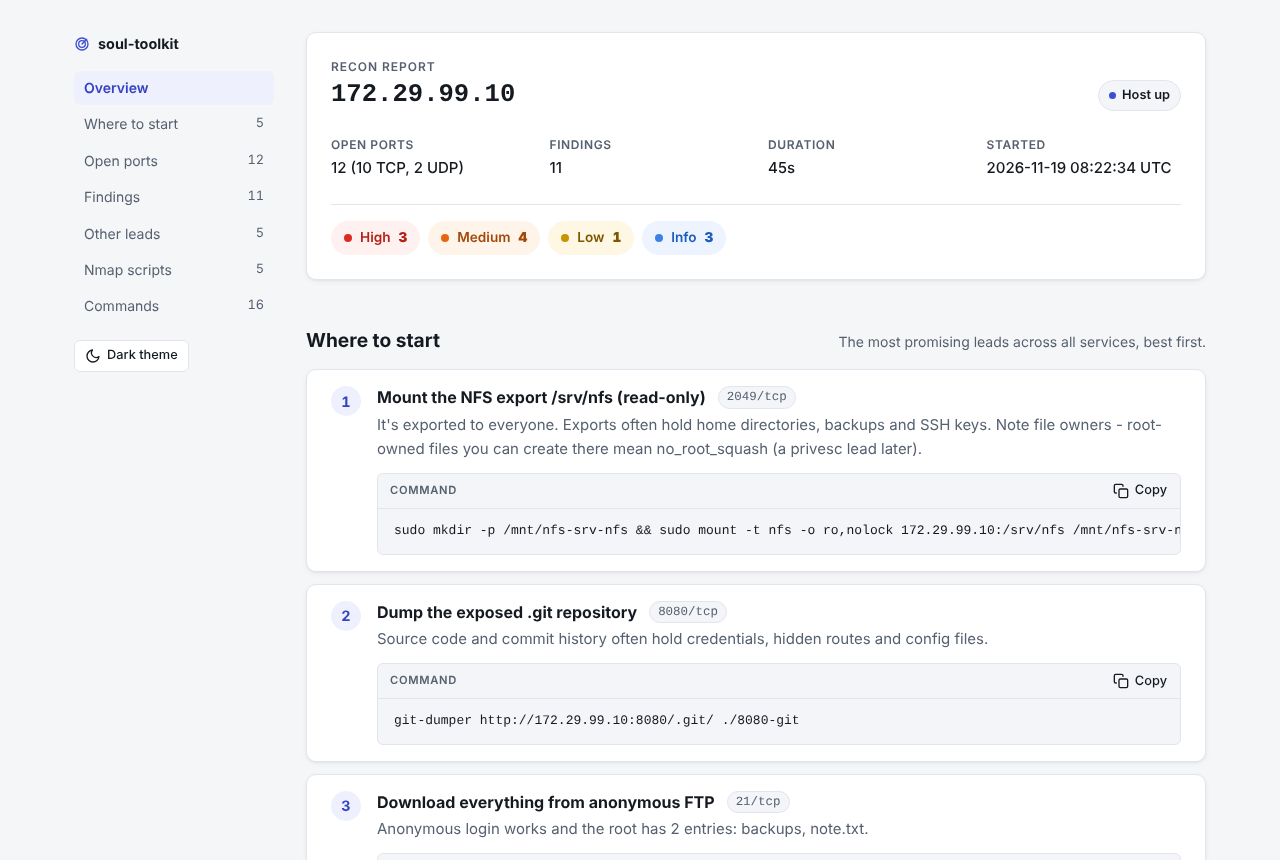 soul-toolkit
Overview
Where to start 5
Open ports 12
Findings 11
Other leads 5
Nmap scripts 5
Commands 16
Dark theme
RECON REPORT
172.29.99.10
Host up
OPEN PORTS FINDINGS DURATION STARTED
12 (10 TCP, 2 UDP) 11 45s 2026-11-19 08:22:34 UTC
High 3 Medium 4 Low 1 Info 3
Where to start
The most promising leads across all services, best first.
1 Mount the NFS export /srv/nfs (read-only) 2049/tcp
It's exported to everyone. Exports often hold home directories, backups and SSH keys. Note file owners - root-
owned files you can create there mean no_root_squash (a privesc lead later).
COMMAND Copy
sudo mkdir -p /mnt/nfs-srv-nfs && sudo mount -t nfs -o ro,nolock 172.29.99.10:/srv/nfs /mnt/nfs-srv-n
2 Dump the exposed .git repository 8080/tcp
Source code and commit history often hold credentials, hidden routes and config files.
COMMAND Copy
git-dumper http://172.29.99.10:8080/.git/ ./8080-git
3 Download everything from anonymous FTP 21/tcp
Anonymous login works and the root has 2 entries: backups, note.txt.